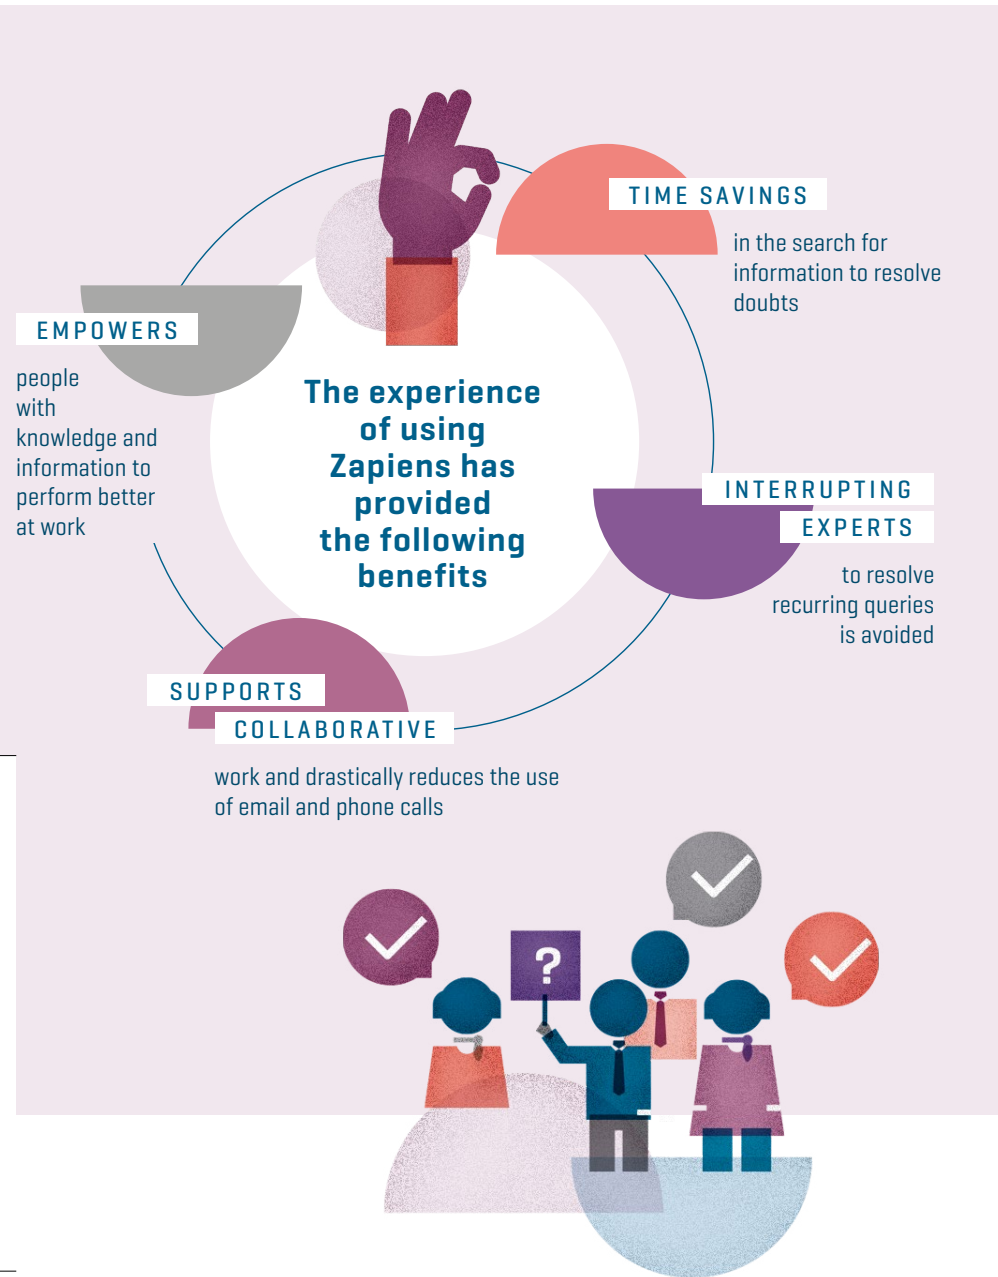 The experience
of using
Zapiens has
provided
the following
benefits
TIME SAVINGS
in the search for
information to resolve
doubts
INTERRUPTING
EXPERTS
to resolve
recurring queries
is avoided
SUPPORTS
COLLABORATIVE
work and drastically reduces the use
of email and phone calls
EMPOWERS
people
with
knowledge and
information to
perform better
at work
?